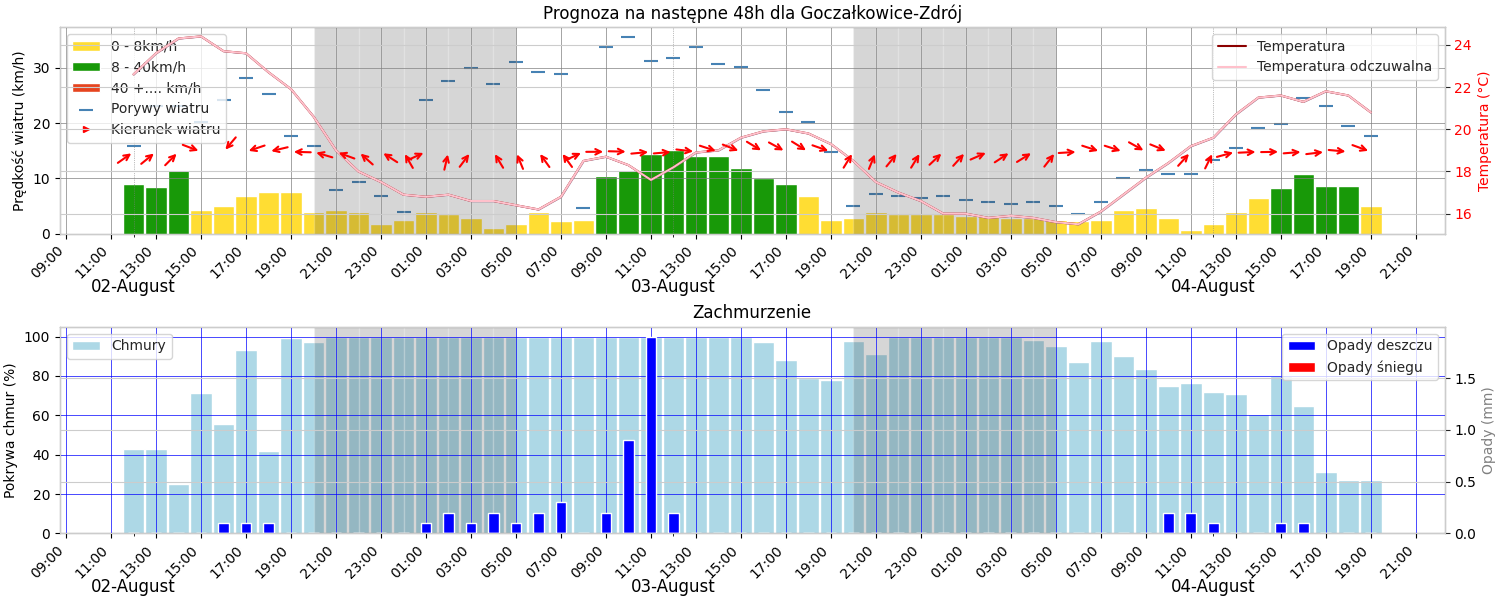 Prognoza na następne 48h dla Goczałkowice-Zdrój
Prędkość wiatru (km/h)
30
20
10
0
0 - 8km/h
8 - 40km/h
40 +.... km/h
Porywy wiatru
Kierunek wiatru
Temperatura
Temperatura odczuwalna
24
22
20
18
16
Temperatura (°C)
09:00 11:00 13:00 15:00 17:00 19:00 21:00 23:00 01:00 03:00 05:00 07:00 09:00 11:00 13:00 15:00 17:00 19:00 21:00 23:00 01:00 03:00 05:00 07:00 09:00 11:00 13:00 15:00 17:00 19:00 21:00
02-August 03-August 04-August
Zachmurzenie
Pokrywa chmur (%)
100
80
60
40
20
0
Chmury
Opady deszczu
Opady śniegu
1.5
1.0
0.5
0.0
Opady (mm)
09:00 11:00 13:00 15:00 17:00 19:00 21:00 23:00 01:00 03:00 05:00 07:00 09:00 11:00 13:00 15:00 17:00 19:00 21:00 23:00 01:00 03:00 05:00 07:00 09:00 11:00 13:00 15:00 17:00 19:00 21:00
02-August 03-August 04-August